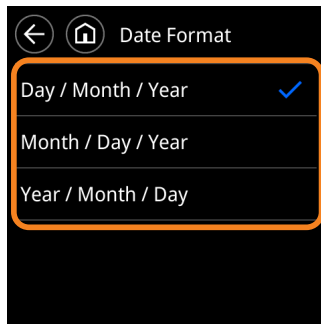 Date Format
Day / Month / Year
Month / Day / Year
Year / Month / Day